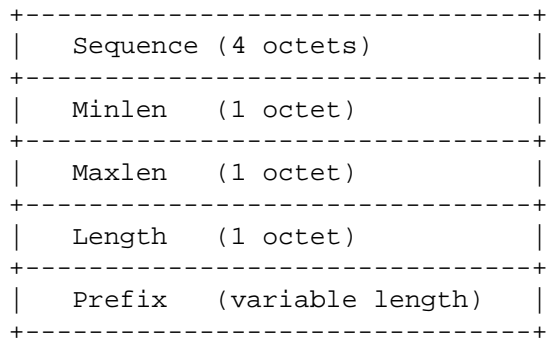 +-------------------------------+
|   Sequence (4 octets)         |
+-------------------------------+
|   Minlen   (1 octet)          |
+-------------------------------+
|   Maxlen   (1 octet)          |
+-------------------------------+
|   Length   (1 octet)          |
+-------------------------------+
|   Prefix   (variable length)  |
+-------------------------------+